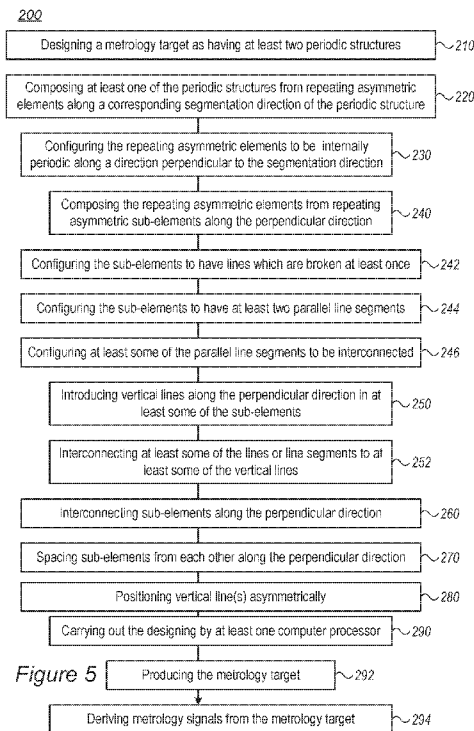 200
Designing a metrology target as having at least two periodic structures 210
Composing at least one of the periodic structures from repeating asymmetric
elements along a corresponding segmentation direction of the periodic structure 220
Configuring the repeating asymmetric elements to be internally
periodic along a direction perpendicular to the segmentation direction 230
Composing the repeating asymmetric elements from repeating
asymmetric sub-elements along the perpendicular direction 240
Configuring the sub-elements to have lines which are broken at least once 242
Configuring the sub-elements to have at least two parallel line segments 244
Configuring at least some of the parallel line segments to be interconnected 246
Introducing vertical lines along the perpendicular direction in at
least some of the sub-elements 250
Interconnecting at least some of the lines or line segments to at
least some of the vertical lines 252
Interconnecting sub-elements along the perpendicular direction 260
Spacing sub-elements from each other along the perpendicular direction 270
Positioning vertical line(s) asymmetrically 280
Carrying out the designing by at least one computer processor 290
Figure 5 Producing the metrology target 292
Deriving metrology signals from the metrology target 294